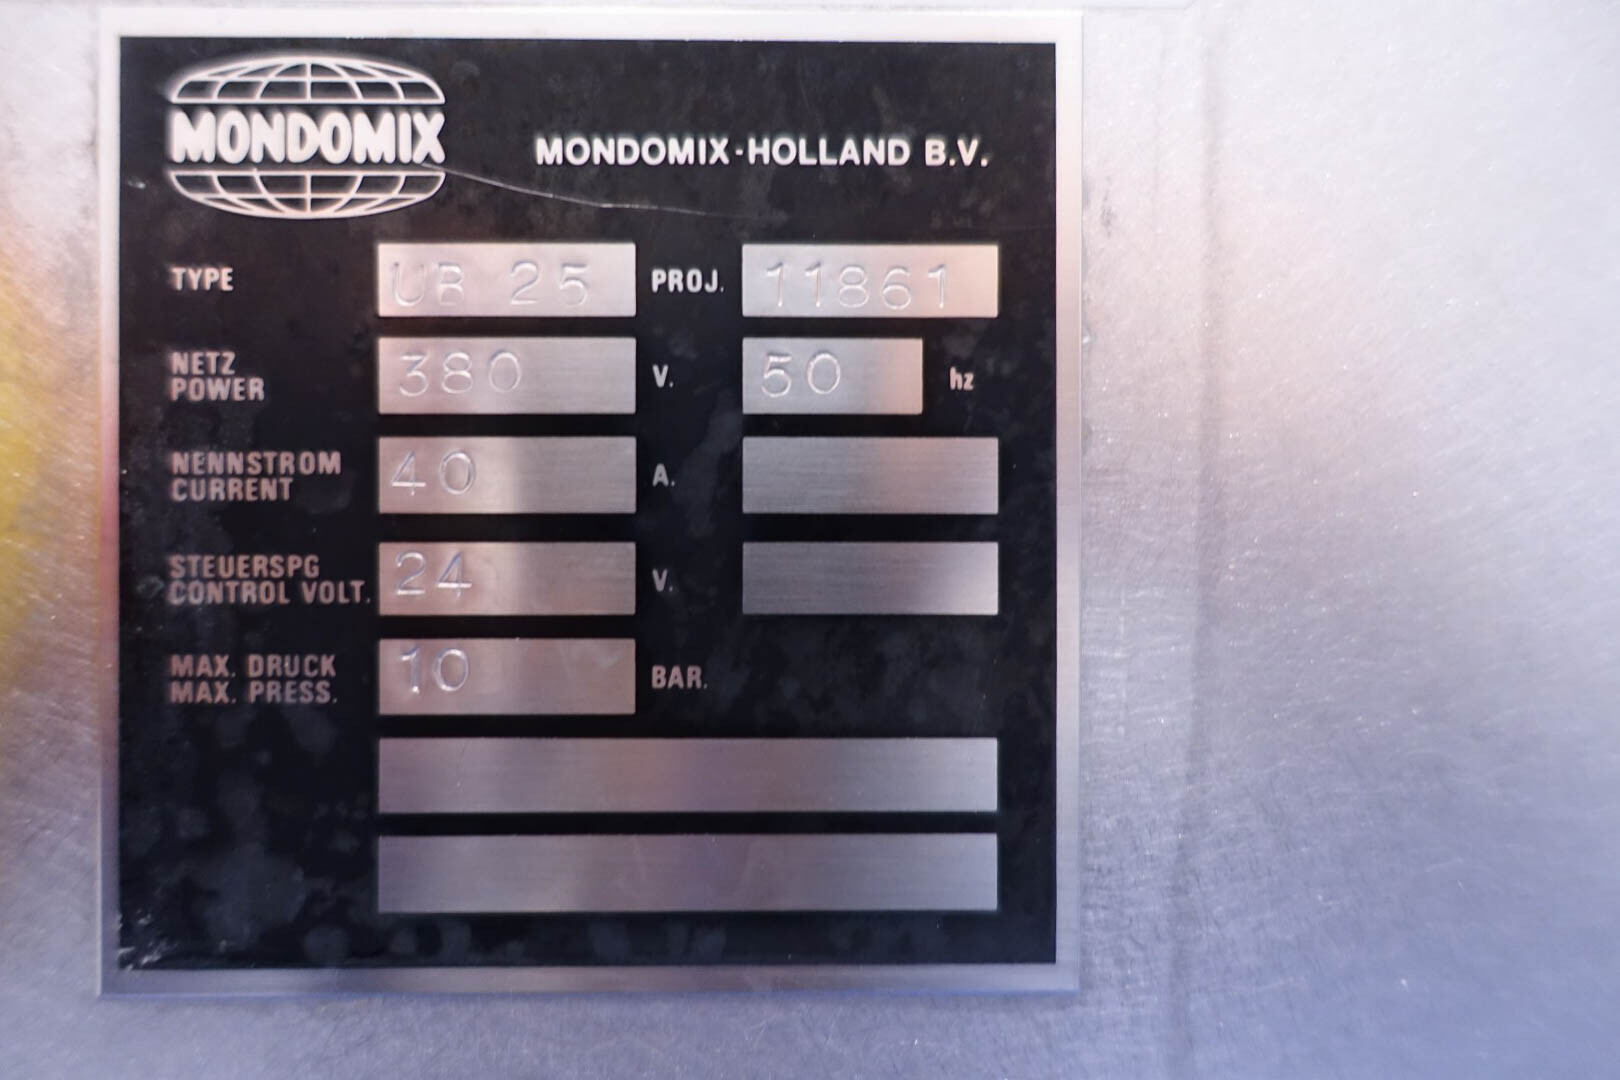 MONDOMIX
MONDOMIX-HOLLAND B.V.
TYPE UB 25 PROJ. 11861
NETZ
POWER 380 V. 50 hz
NENNSTROM
CURRENT 40 A.
STEUERSPG
CONTROL VOLT. 24 V.
MAX. DRUCK
MAX. PRESS. 10 BAR.